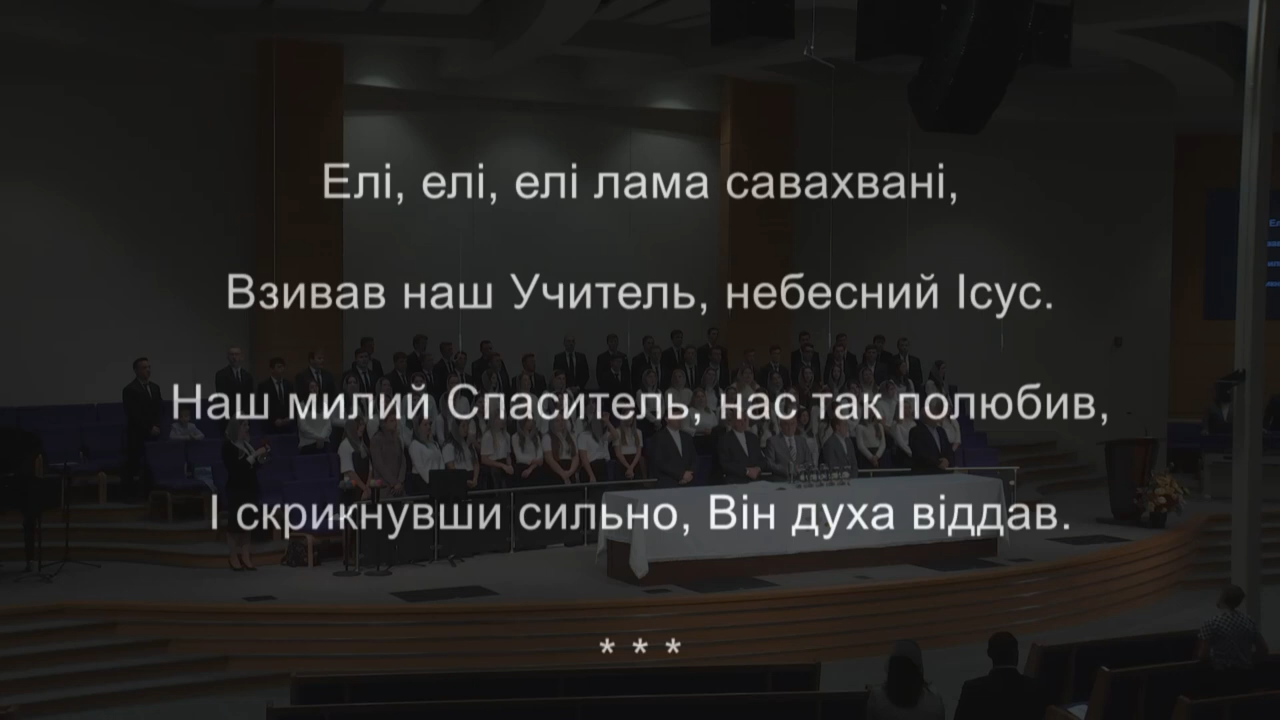 Елі, елі, елі лама савахвані,
Взивав наш Учитель, небесний Ісус.
Наш милий Спаситель, нас так полюбив,
І скрикнувши сильно, Він духа віддав.
* * *